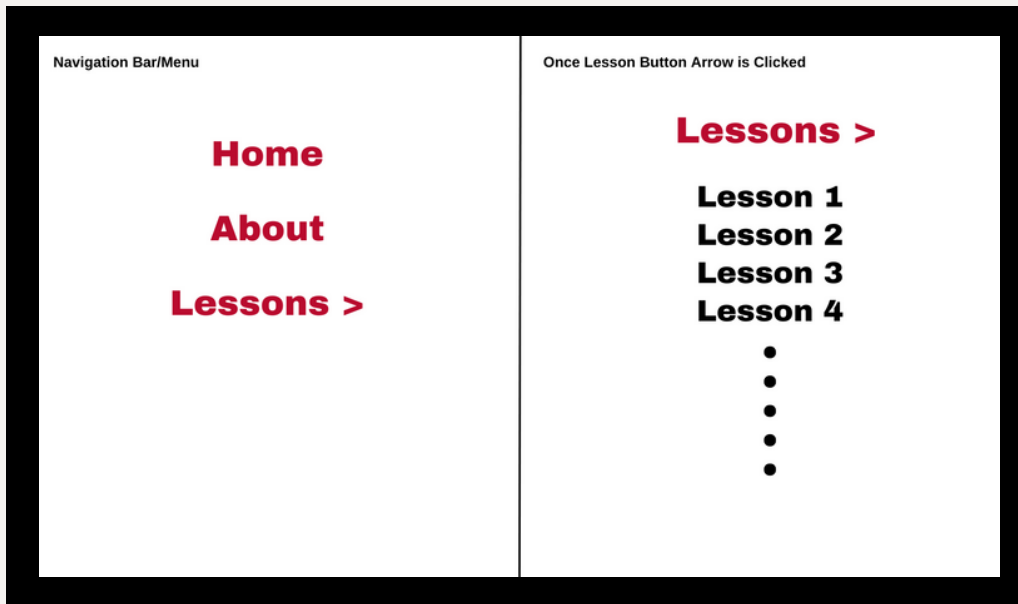 Navigation Bar/Menu
Home
About
Lessons >
Once Lesson Button Arrow is Clicked
Lessons >
Lesson 1
Lesson 2
Lesson 3
Lesson 4